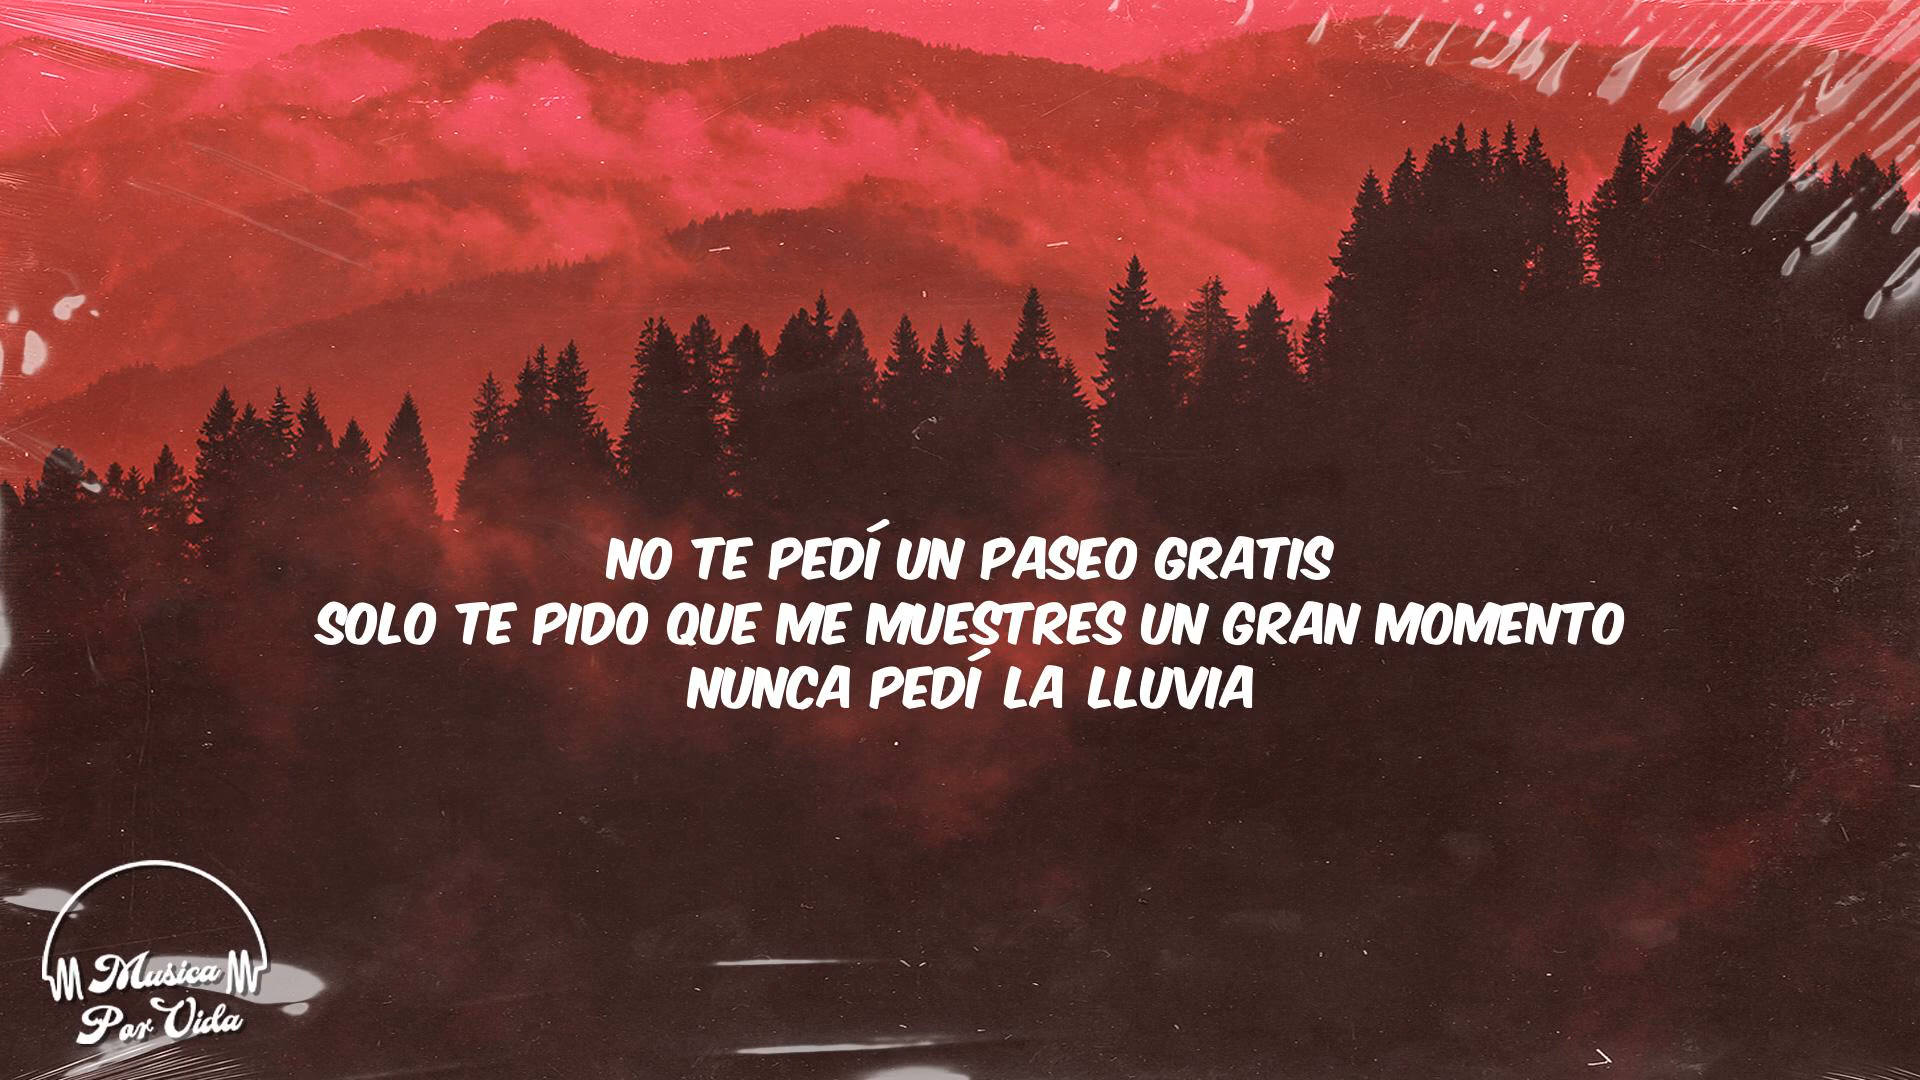 NO TE PEDÍ UN PASEO GRATIS
SOLO TE PIDO QUE ME MUESTRES UN GRAN MOMENTO
NUNCA PEDÍ LA LLUVIA
Musica
Por Vida